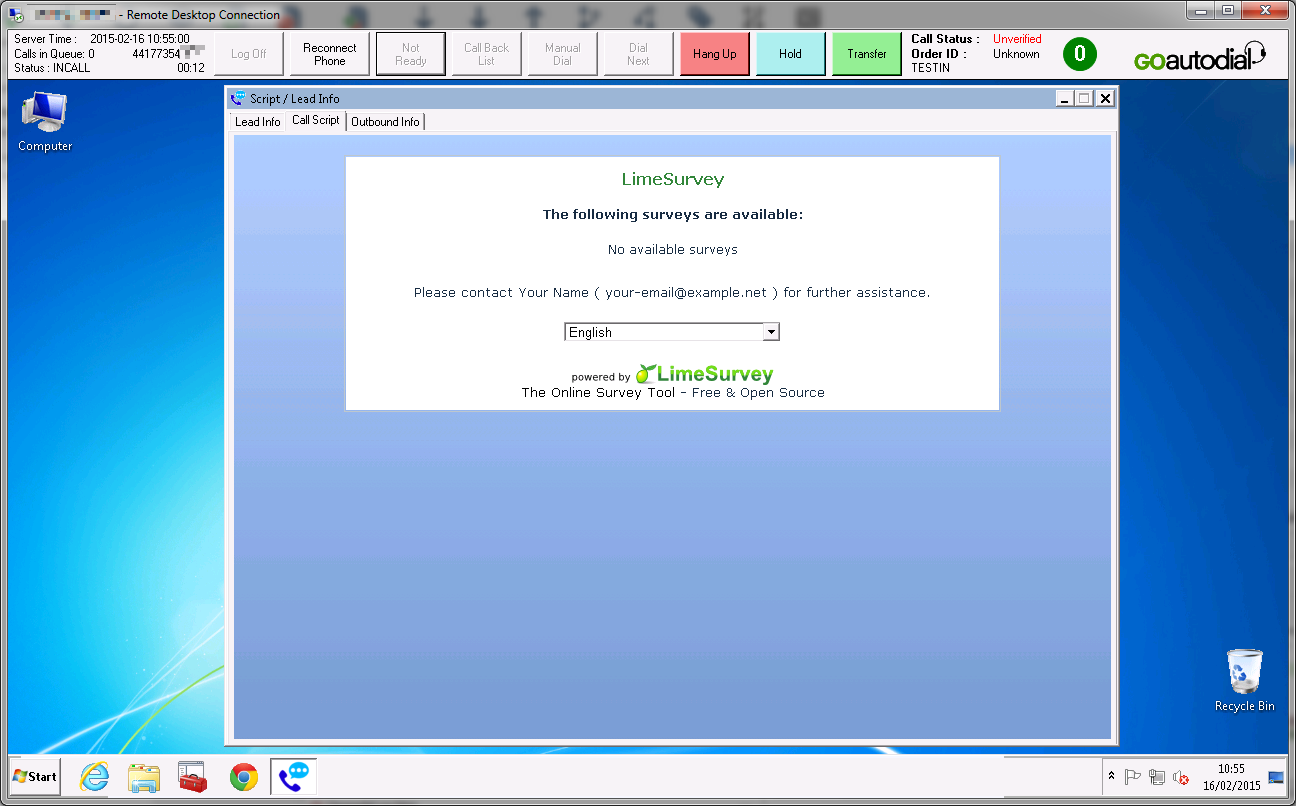 - Remote Desktop Connection
Server Time : 2015-02-16 10:55:00
Calls in Queue: 0 44177354
Status : INCALL 00:12
Log Off
Reconnect
Phone
Not
Ready
Call Back
List
Manual
Dial
Dial
Next
Hang Up
Hold
Transfer
Call Status : Unverified
Order ID : Unknown
TESTIN
0
GOautodial
Computer
Script / Lead Info
Lead Info
Call Script
Outbound Info
LimeSurvey
The following surveys are available:
No available surveys
Please contact Your Name ( your-email@example.net ) for further assistance.
English
powered by LimeSurvey
The Online Survey Tool - Free & Open Source
Recycle Bin
Start
10:55
16/02/2015